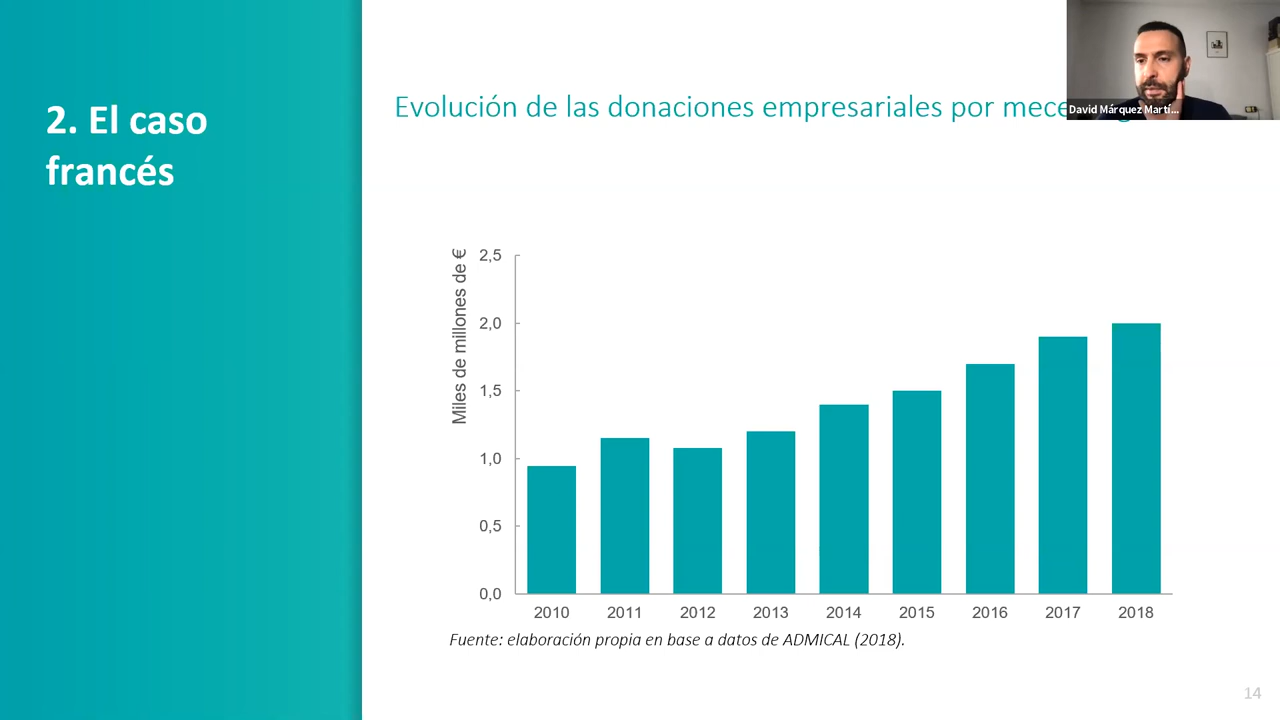 2. El caso
francés
Evolución de las donaciones empresariales por
David Márquez Martí...
Miles de millones de €
2,5
2,0
1,5
1,0
0,5
0,0
2010 2011 2012 2013 2014 2015 2016 2017 2018
Fuente: elaboración propia en base a datos de ADMICAL (2018).
14